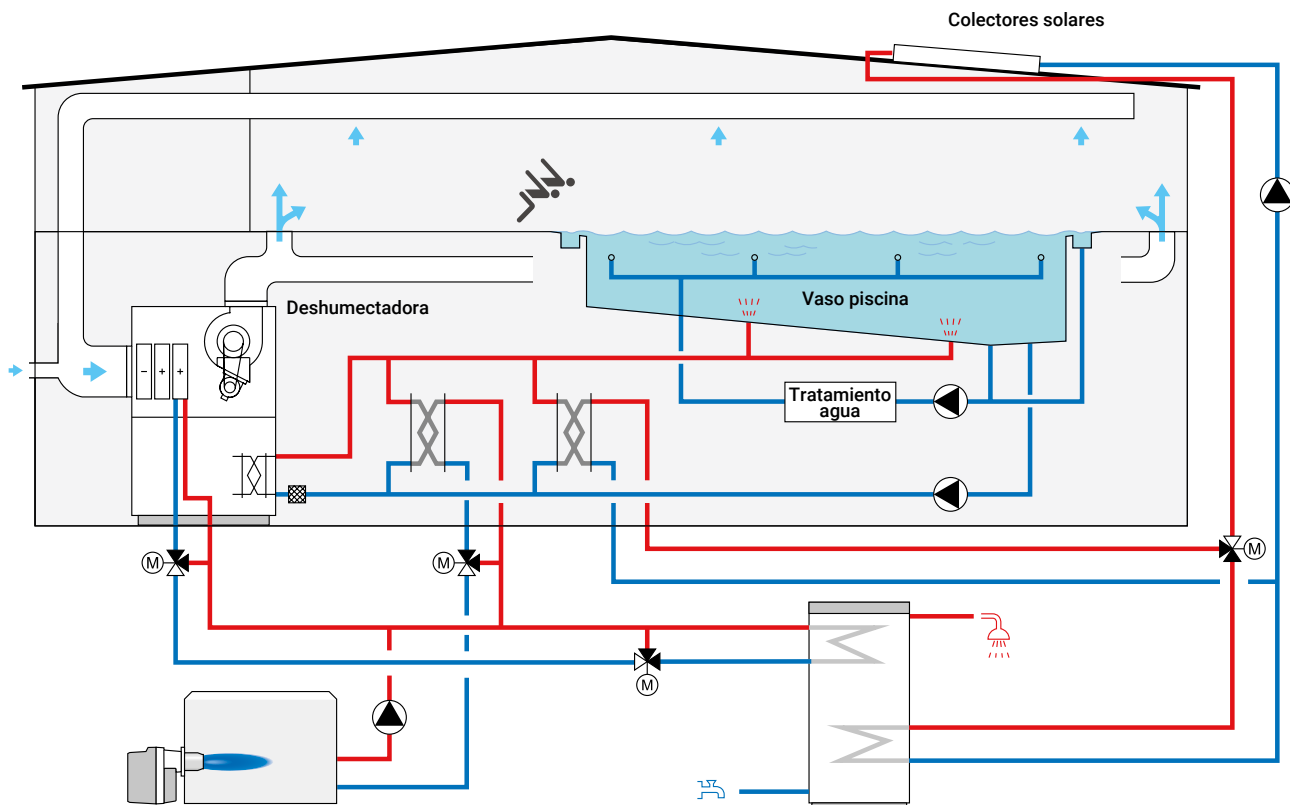 Colectores solares
Deshumectadora
Vaso piscina
− + +
Tratamiento
agua
M
M
M
M